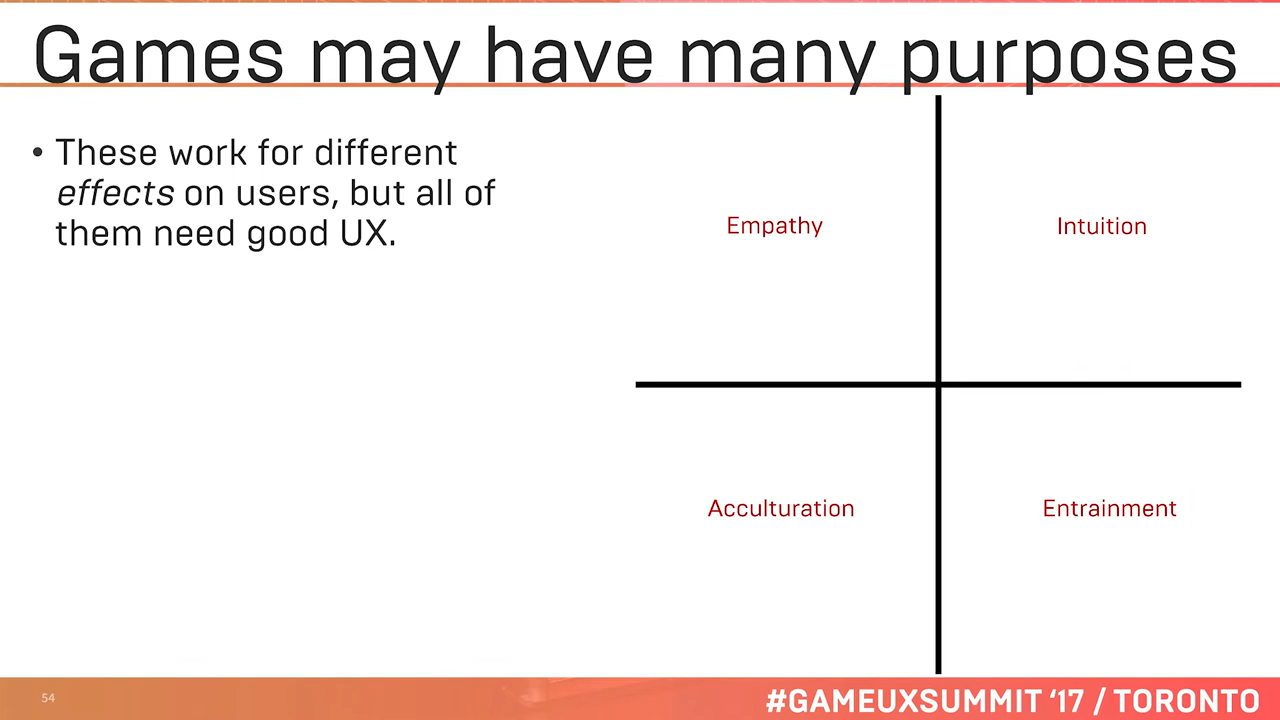 Games may have many purposes
• These work for different
effects on users, but all of
them need good UX.
Empathy
Intuition
Acculturation
Entrainment
54
#GAMEUXSUMMIT ‘17 / TORONTO